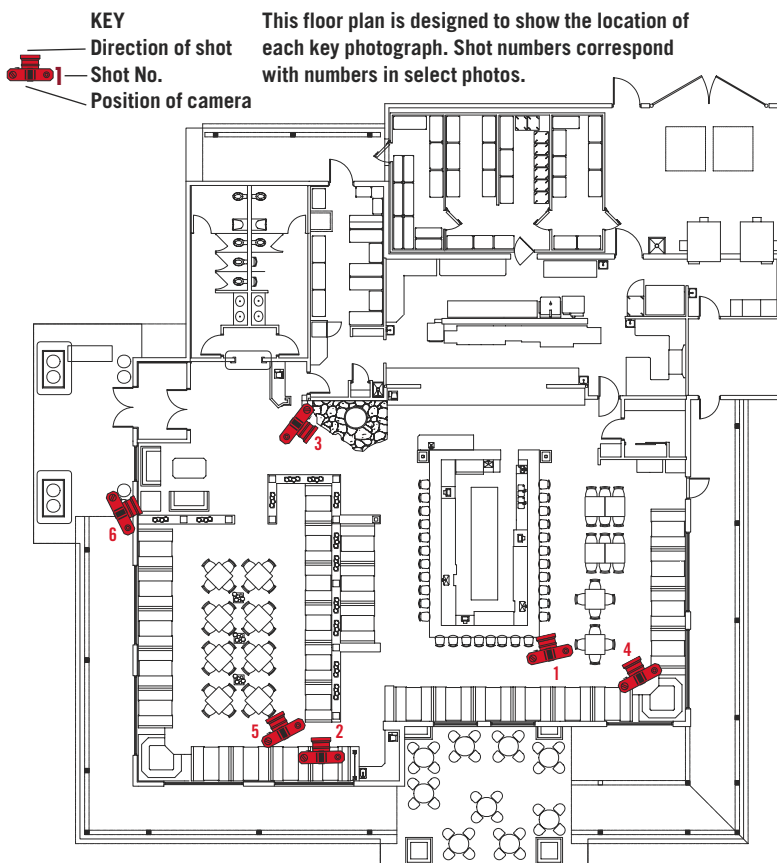 KEY
Direction of shot
1 Shot No.
Position of camera
This floor plan is designed to show the location of
each key photograph. Shot numbers correspond
with numbers in select photos.
3
6
1
4
5
2